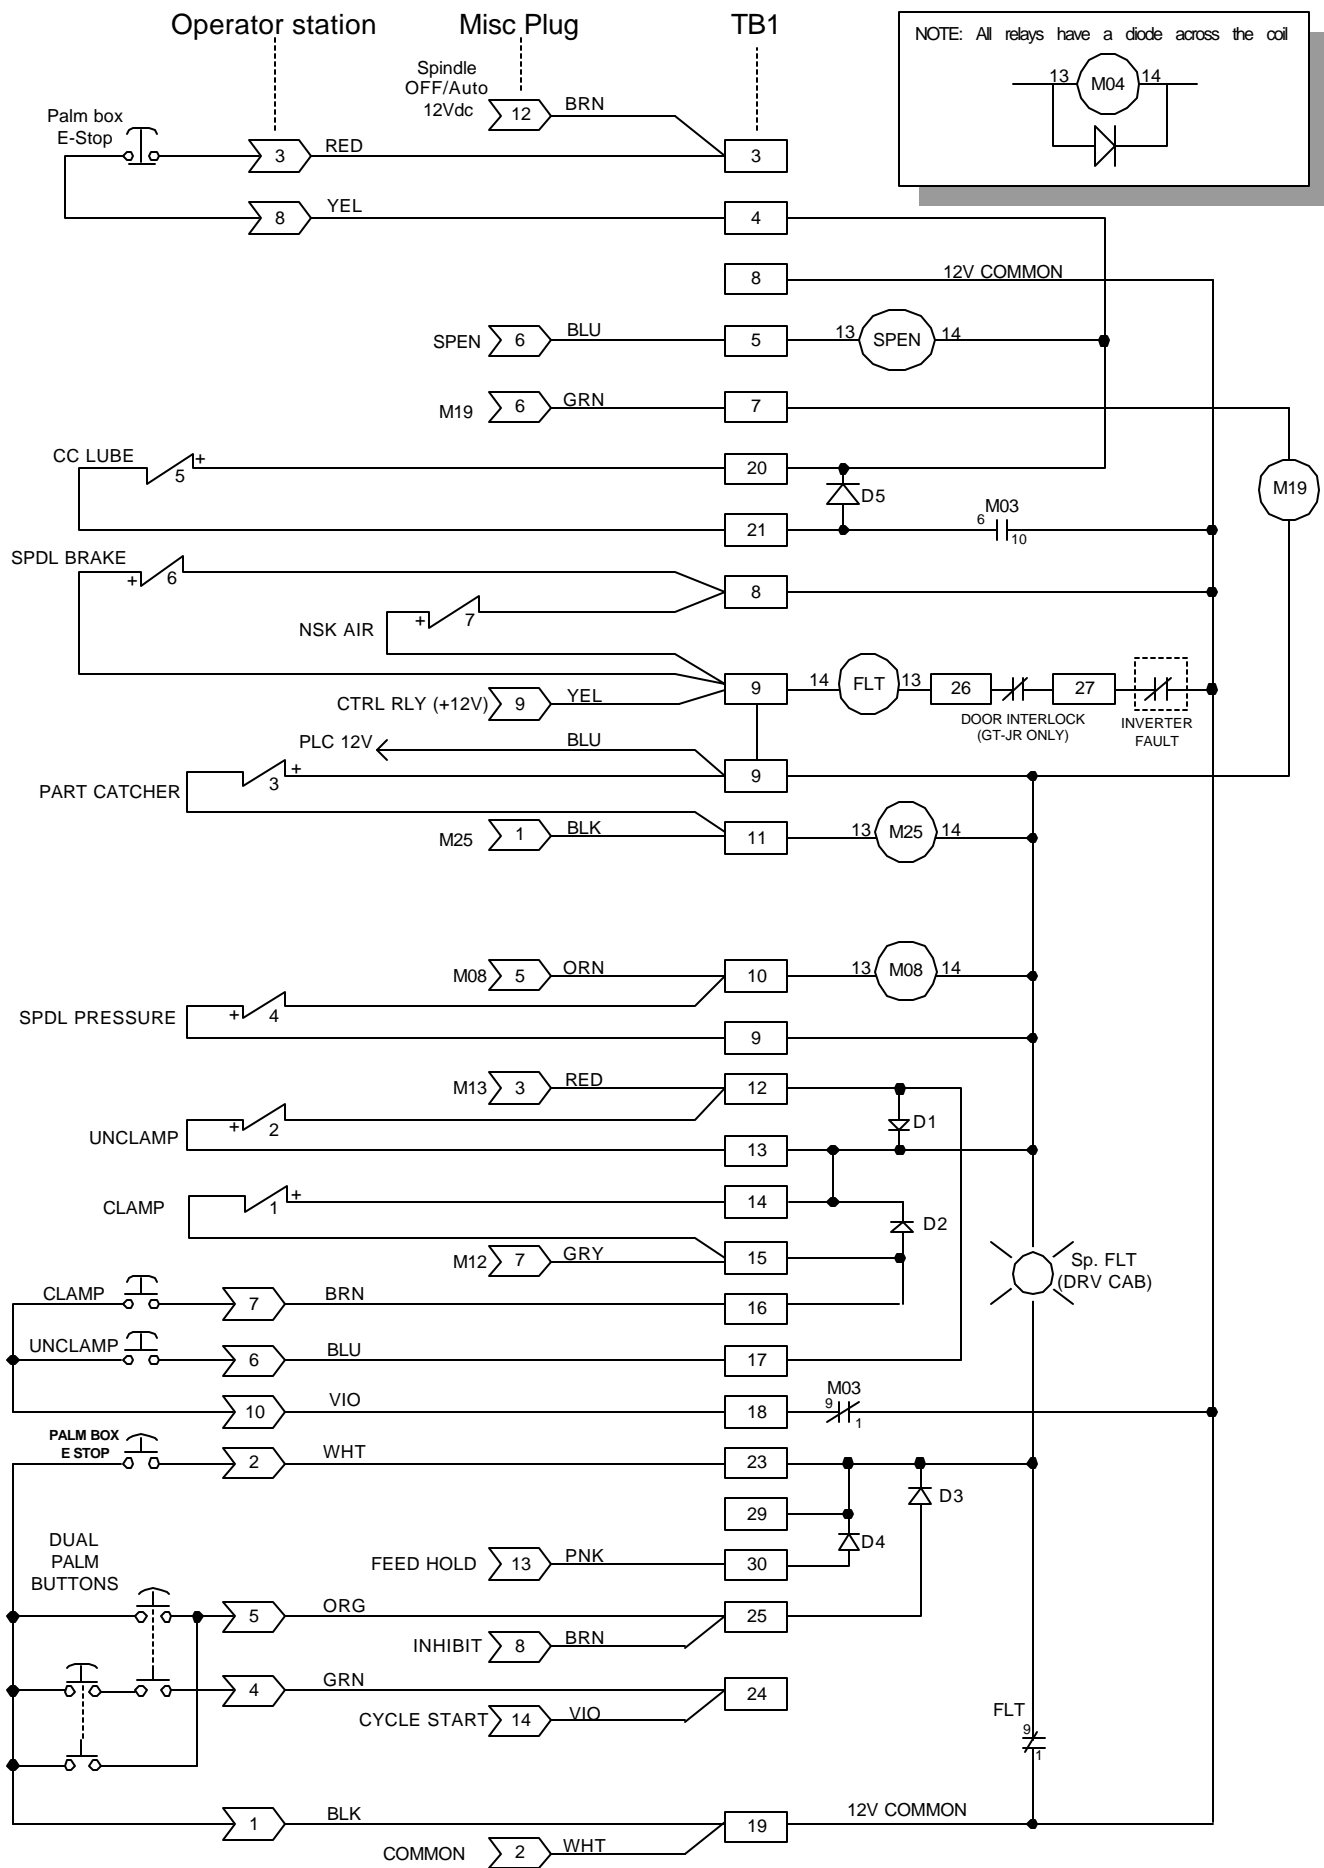 Operator station Misc Plug TB1
NOTE: All relays have a diode across the coil
13 M04 14
Spindle
OFF/Auto
12Vdc 12 BRN
Palm box
E-Stop
3 RED 3
8 YEL 4
8 12V COMMON
SPEN 6 BLU 5 13 SPEN 14
M19 6 GRN 7
M19
CC LUBE 5 + 20
D5
21 M03
6 10
SPDL BRAKE + 6 8
NSK AIR + 7
9 14 FLT 13 26 27
CTRL RLY (+12V) 9 YEL
DOOR INTERLOCK
(GT-JR ONLY)
INVERTER
FAULT
PLC 12V BLU
PART CATCHER 3 + 9
M25 1 BLK 11 13 M25 14
M08 5 ORN 10 13 M08 14
SPDL PRESSURE + 4
9
M13 3 RED 12
UNCLAMP + 2 D1
13
CLAMP 1 + 14
D2
M12 7 GRY 15
Sp. FLT
(DRV CAB)
CLAMP 7 BRN 16
UNCLAMP 6 BLU 17
10 VIO 18 M03
9 1
PALM BOX
E STOP
2 WHT 23
D3
29
D4
FEED HOLD 13 PNK 30
DUAL
PALM
BUTTONS
5 ORG 25
INHIBIT 8 BRN
4 GRN 24
CYCLE START 14 VIO
FLT
9
1
1 BLK 19 12V COMMON
COMMON 2 WHT